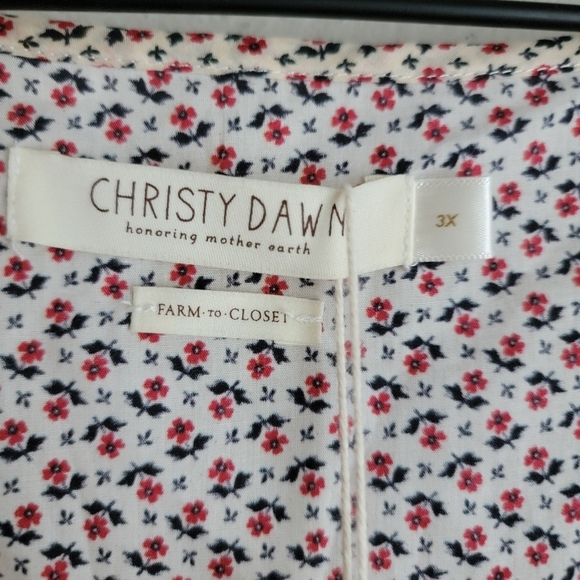 CHRISTY DAWN
honoring mother earth
3X
FARM·TO·CLOSET